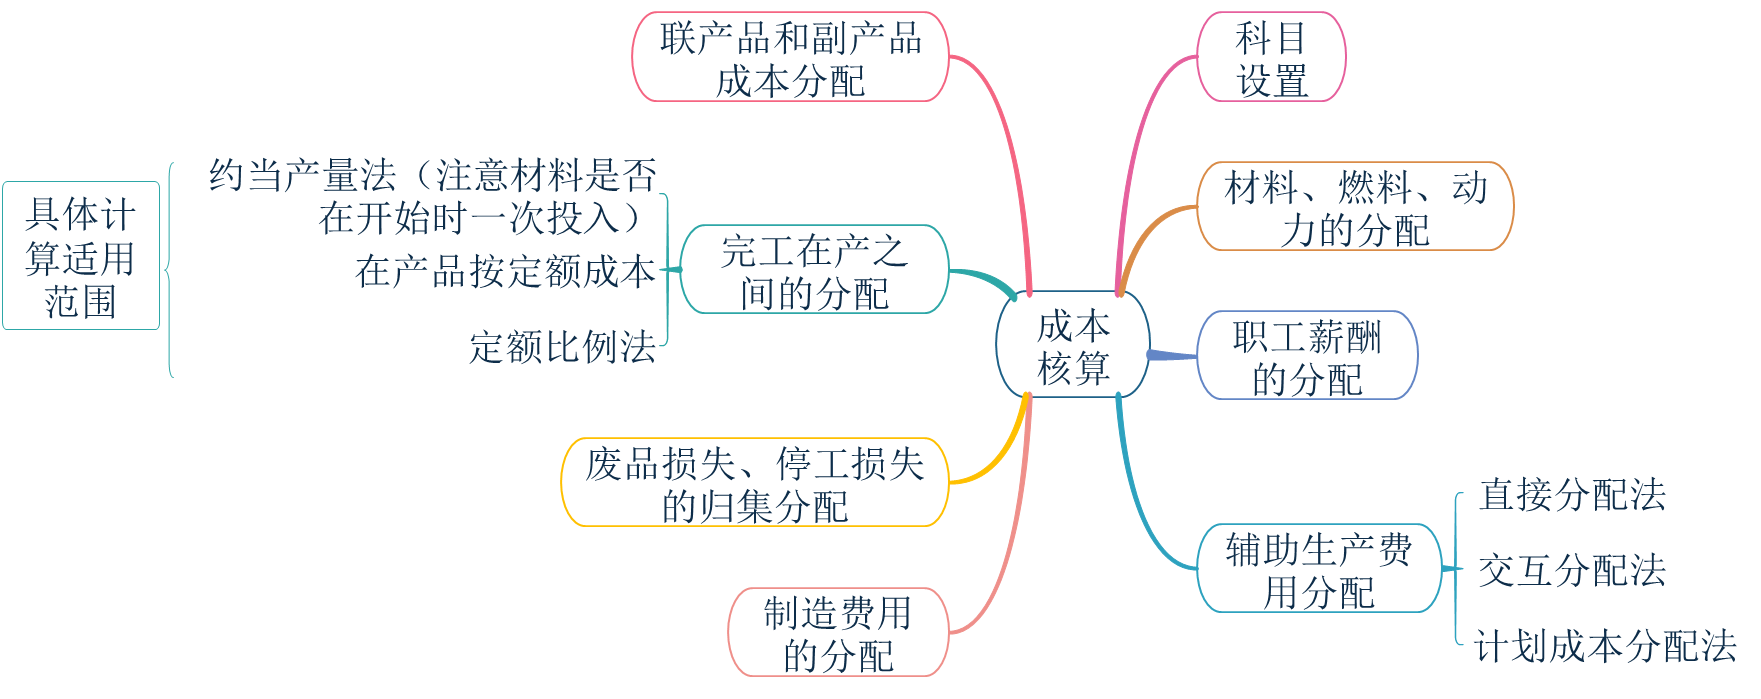 成本
核算
科目
设置
材料、燃料、动
力的分配
职工薪酬
的分配
辅助生产费
用分配
直接分配法
交互分配法
计划成本分配法
制造费用
的分配
废品损失、停工损失
的归集分配
完工在产之
间的分配
约当产量法（注意材料是否
在开始时一次投入）
在产品按定额成本
定额比例法
具体计
算适用
范围
联产品和副产品
成本分配